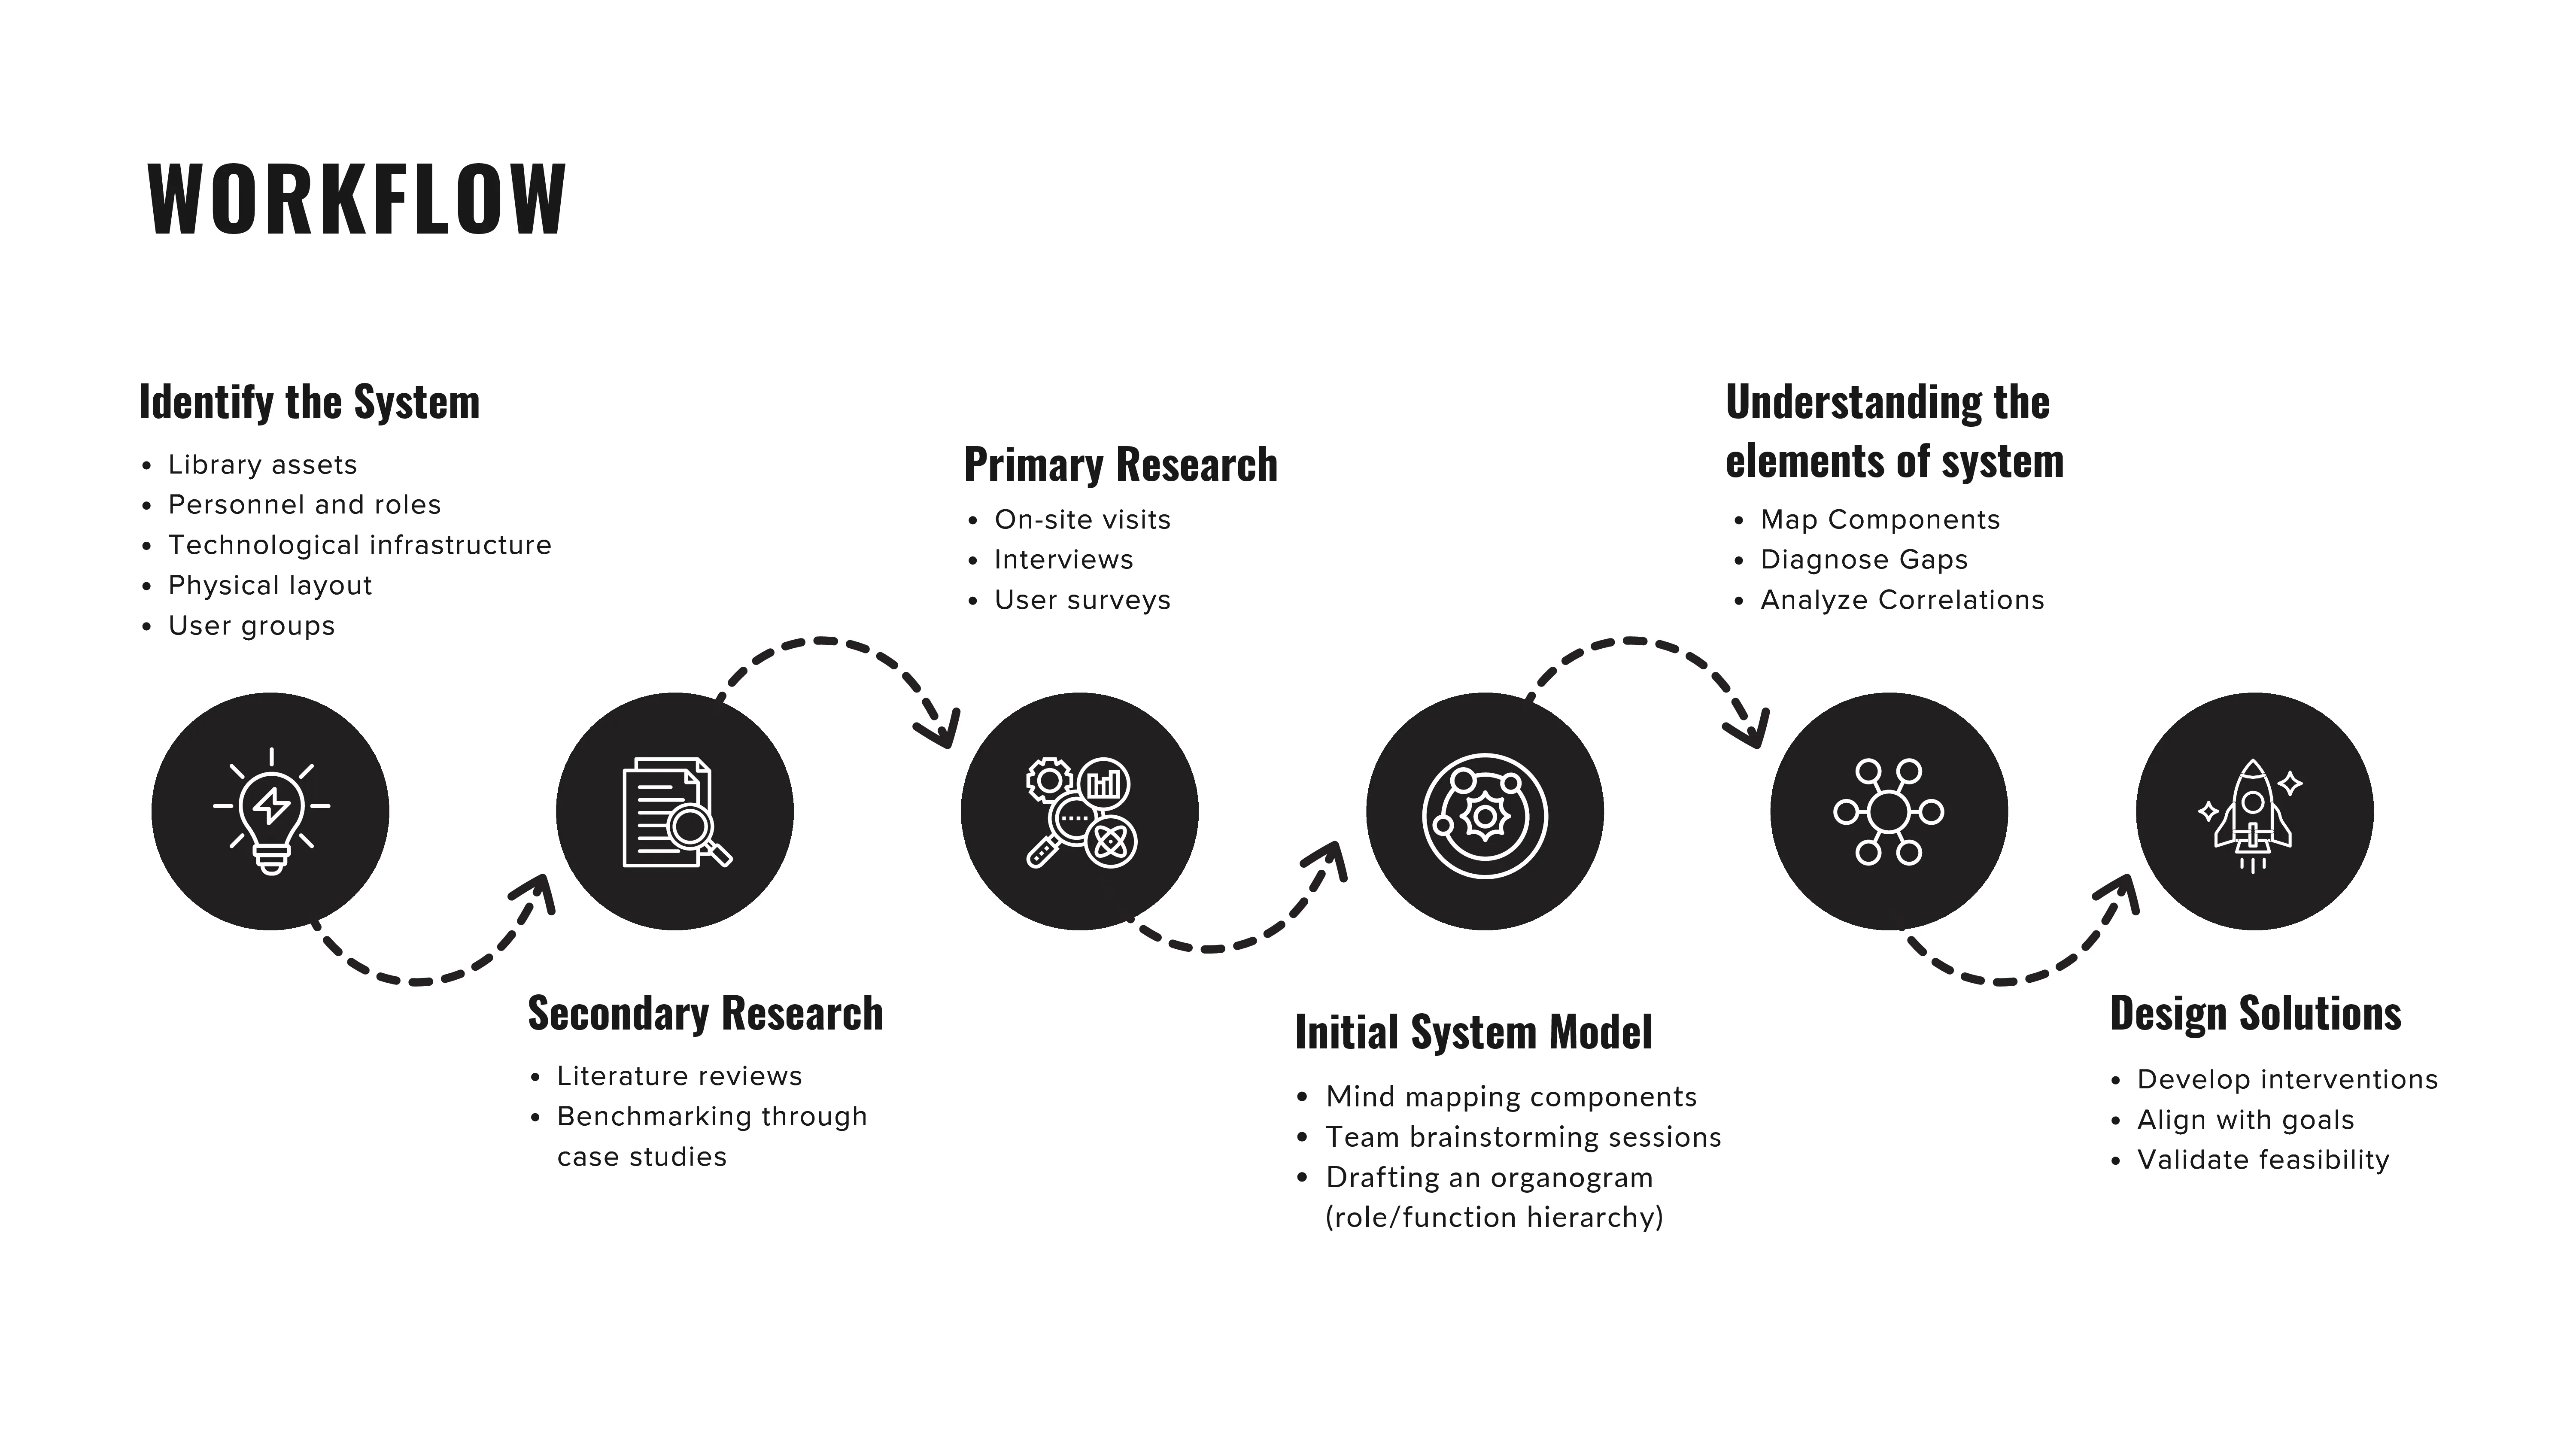 WORKFLOW
Identify the System
• Library assets
• Personnel and roles
• Technological infrastructure
• Physical layout
• User groups
Secondary Research
• Literature reviews
• Benchmarking through
case studies
Primary Research
• On-site visits
• Interviews
• User surveys
Initial System Model
• Mind mapping components
• Team brainstorming sessions
• Drafting an organogram
(role/function hierarchy)
Understanding the
elements of system
• Map Components
• Diagnose Gaps
• Analyze Correlations
Design Solutions
• Develop interventions
• Align with goals
• Validate feasibility